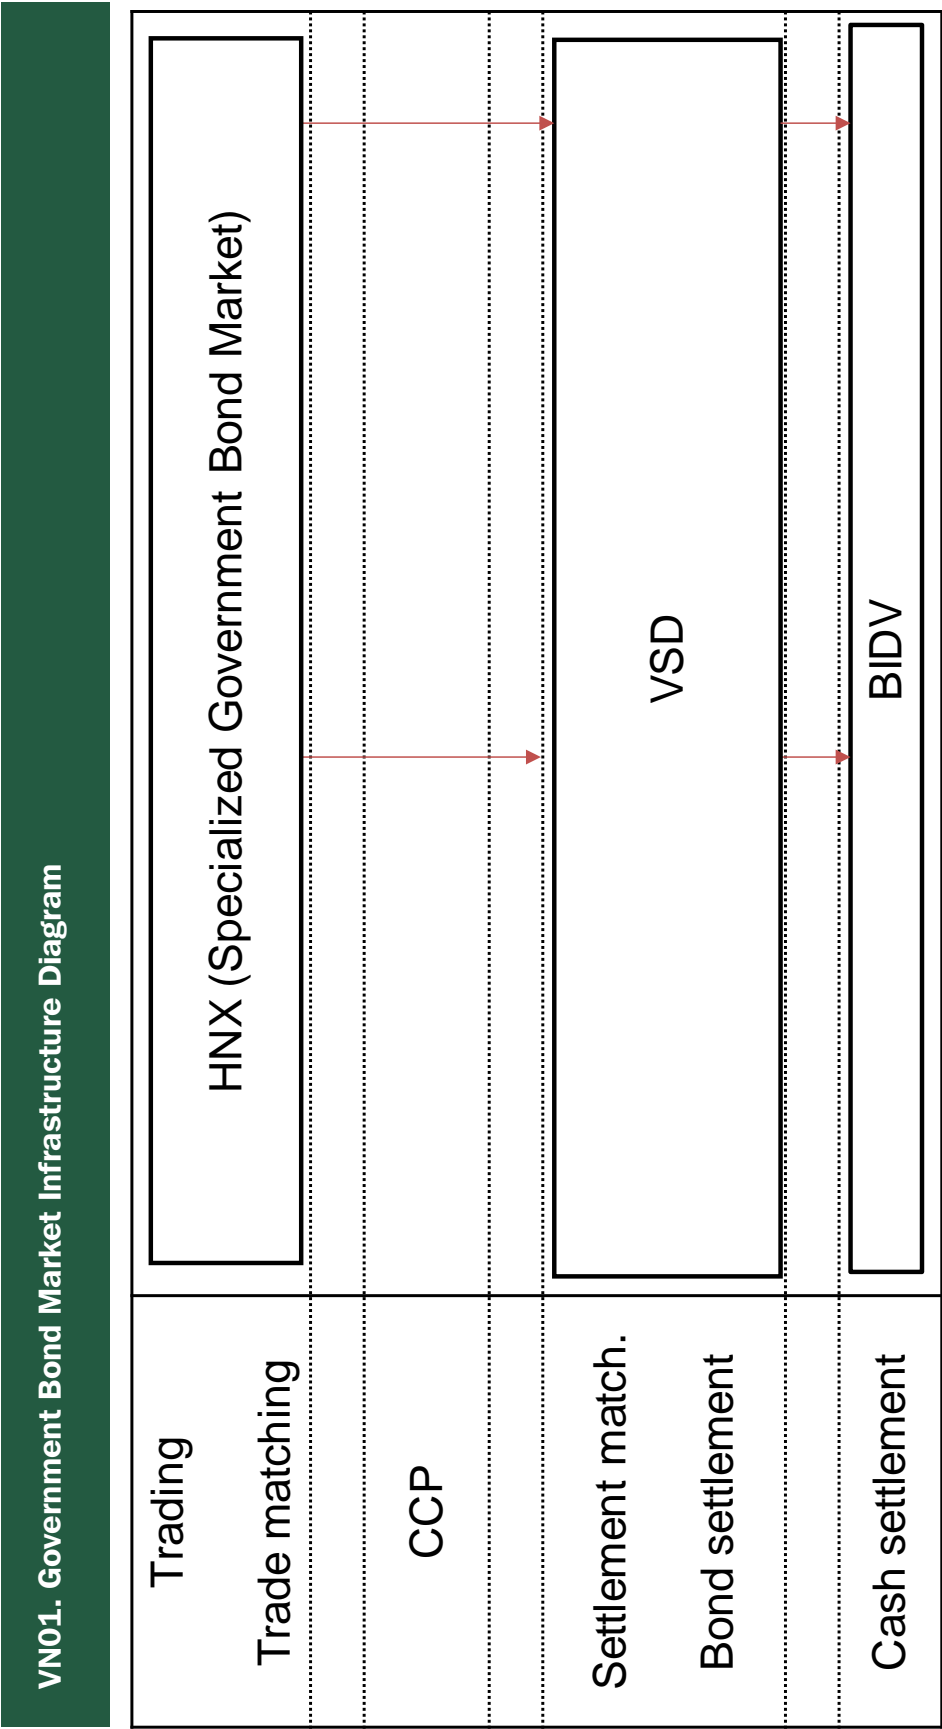 VN01. Government Bond Market Infrastructure Diagram
Trading
HNX (Specialized Government Bond Market)
Trade matching
CCP
Settlement match.
VSD
Bond settlement
Cash settlement
BIDV